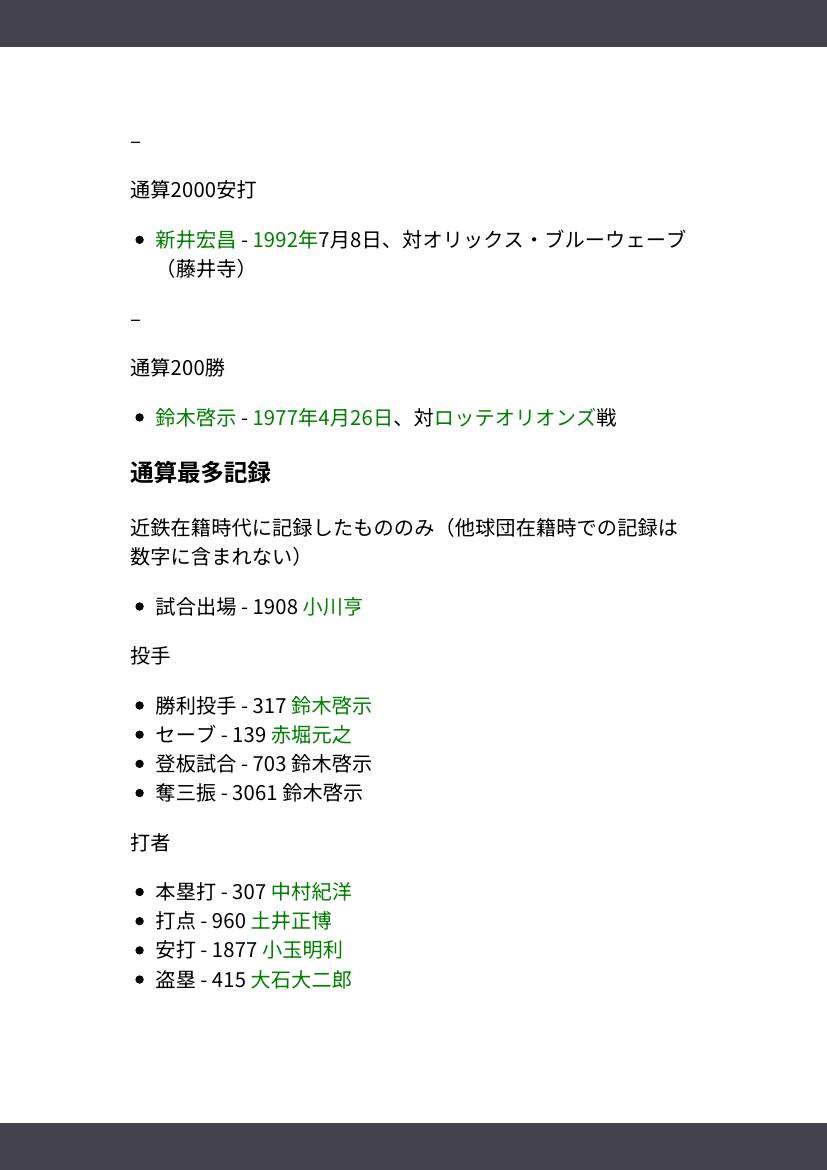 –
通算2000安打
• 新井宏昌 - 1992年7月8日、対オリックス・ブルーウェーブ
（藤井寺）
–
通算200勝
• 鈴木啓示 - 1977年4月26日、対ロッテオリオンズ戦
通算最多記録
近鉄在籍時代に記録したもののみ（他球団在籍時での記録は
数字に含まれない）
• 試合出場 - 1908 小川亨
投手
• 勝利投手 - 317 鈴木啓示
• セーブ - 139 赤堀元之
• 登板試合 - 703 鈴木啓示
• 奪三振 - 3061 鈴木啓示
打者
• 本塁打 - 307 中村紀洋
• 打点 - 960 土井正博
• 安打 - 1877 小玉明利
• 盗塁 - 415 大石大二郎